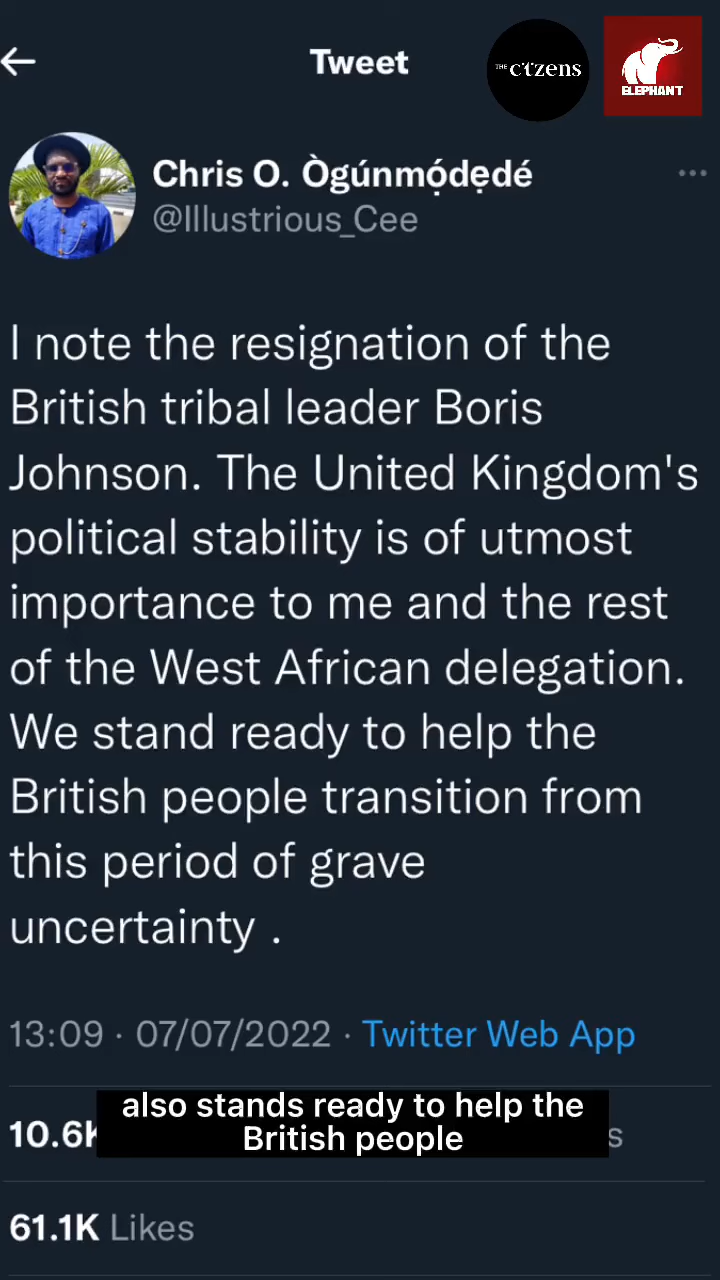 Tweet
THE cıtzens
ELEPHANT
Chris O. Ògúnmọ́dẹdé
@Illustrious_Cee
I note the resignation of the
British tribal leader Boris
Johnson. The United Kingdom's
political stability is of utmost
importance to me and the rest
of the West African delegation.
We stand ready to help the
British people transition from
this period of grave
uncertainty .
13:09 · 07/07/2022 · Twitter Web App
also stands ready to help the
British people
10.6K
61.1K Likes